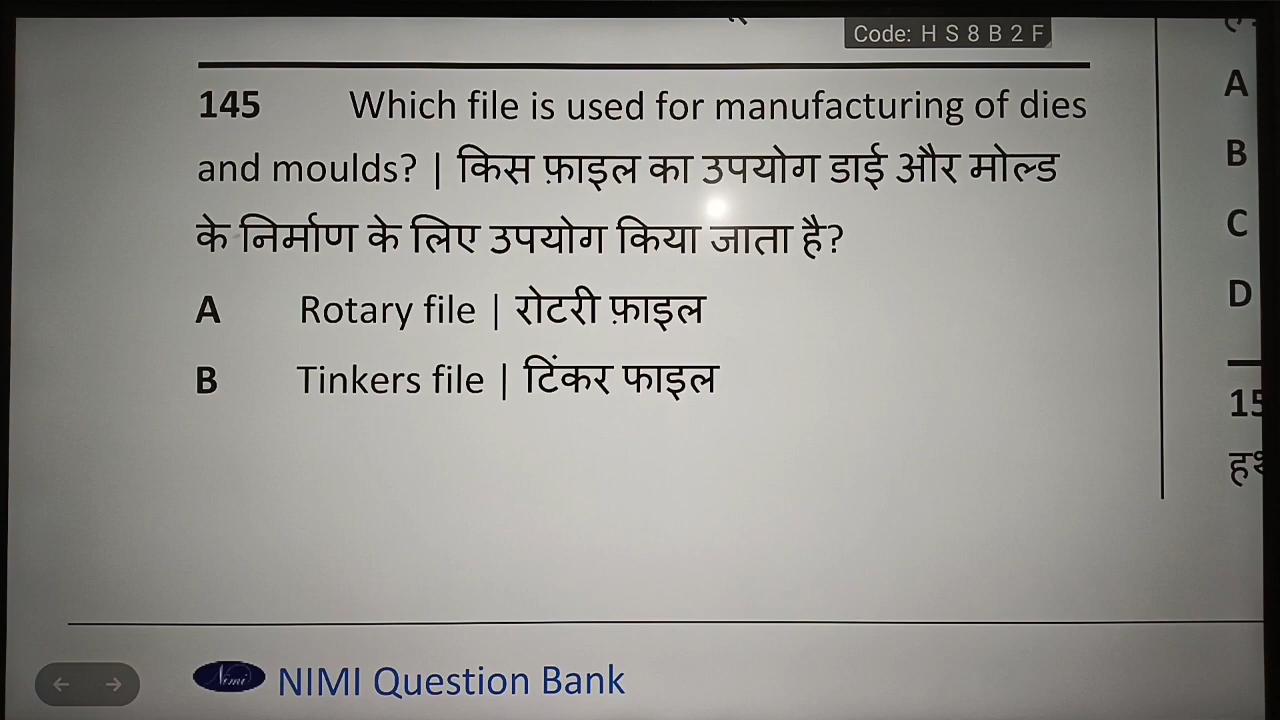 Code: H S 8 B 2 F
145 Which file is used for manufacturing of dies
and moulds? | किस फ़ाइल का उपयोग डाई और मोल्ड
के निर्माण के लिए उपयोग किया जाता है?
A Rotary file | रोटरी फ़ाइल
B Tinkers file | टिंकर फाइल
A
B
C
D
Nimi NIMI Question Bank